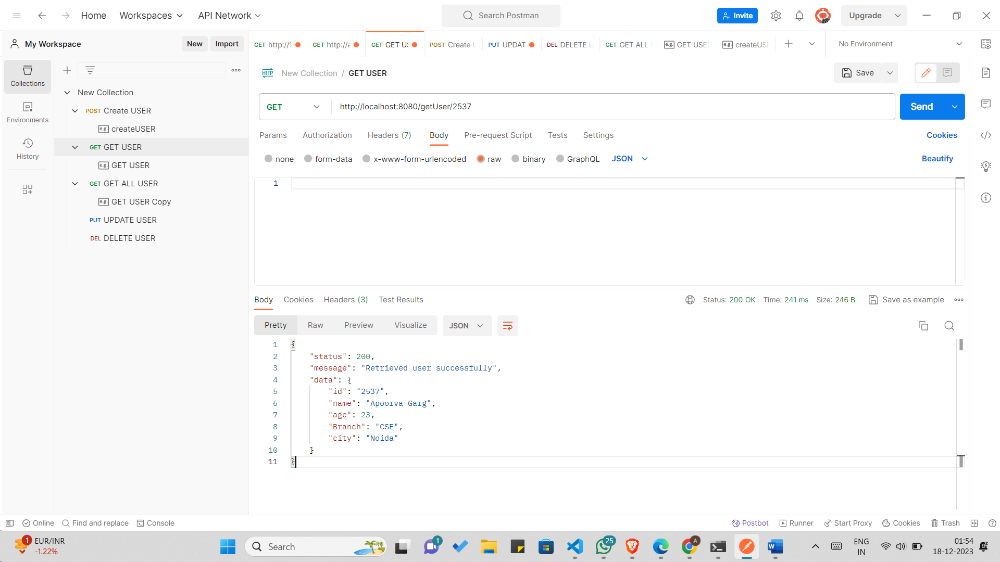 Home Workspaces API Network Search Postman Invite Upgrade
My Workspace New Import GET http://1 GET http://a GET GET US POST Create U PUT UPDAT DEL DELETE U GET GET ALL e.g. GET USER e.g. createUSE No Environment
Collections
Environments
History
New Collection
POST Create USER
e.g. createUSER
GET GET USER
e.g. GET USER
GET GET ALL USER
e.g. GET USER Copy
PUT UPDATE USER
DEL DELETE USER
HTTP New Collection / GET USER Save
GET http://localhost:8080/getUser/2537 Send
Params Authorization Headers (7) Body Pre-request Script Tests Settings Cookies
none form-data x-www-form-urlencoded raw binary GraphQL JSON Beautify
1
Body Cookies Headers (3) Test Results Status: 200 OK Time: 241 ms Size: 246 B Save as example
Pretty Raw Preview Visualize JSON
1 {
2 "status": 200,
3 "message": "Retrieved user successfully",
4 "data": {
5 "id": "2537",
6 "name": "Apoorva Garg",
7 "age": 23,
8 "Branch": "CSE",
9 "city": "Noida"
10 }
11 }
Online Find and replace Console Postbot Runner Start Proxy Cookies Trash
1 EUR/INR
-1.22%
Search 1 25 A W
ENG
IN
01:54
18-12-2023